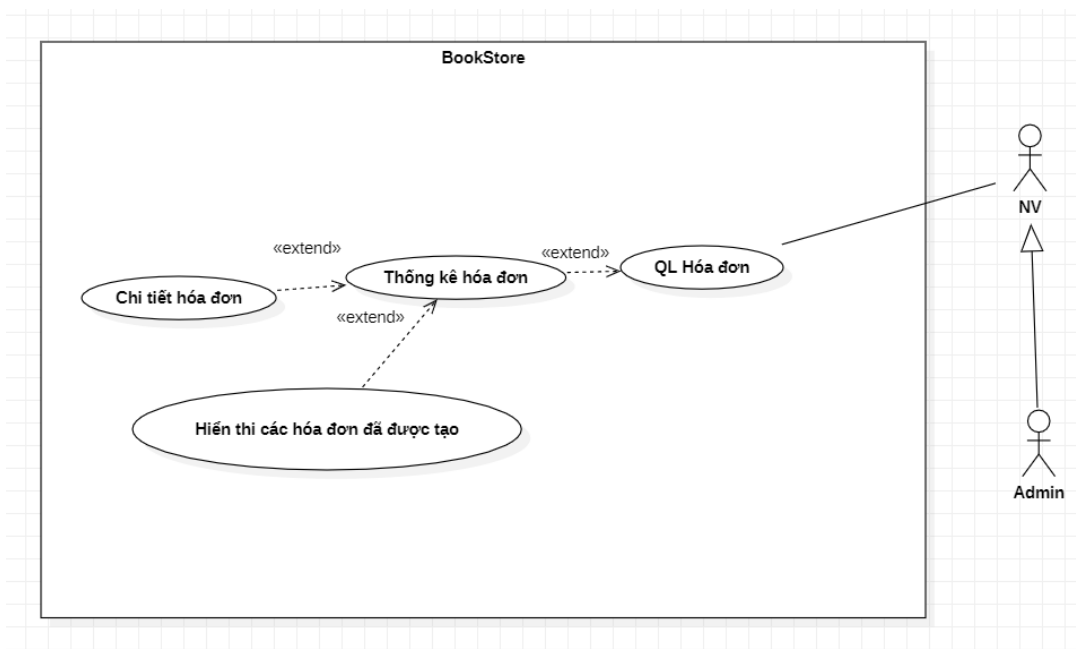 BookStore
NV
«extend»
«extend»
QL Hóa đơn
Thống kê hóa đơn
Chi tiết hóa đơn
«extend»
Hiển thi các hóa đơn đã được tạo
Admin